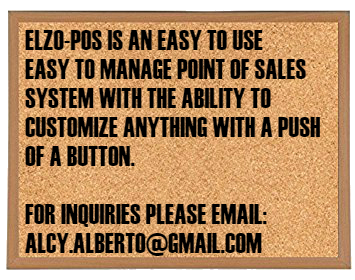 ELZO-POS IS AN EASY TO USE
EASY TO MANAGE POINT OF SALES
SYSTEM WITH THE ABILITY TO
CUSTOMIZE ANYTHING WITH A PUSH
OF A BUTTON.
FOR INQUIRIES PLEASE EMAIL:
ALCY.ALBERTO@GMAIL.COM